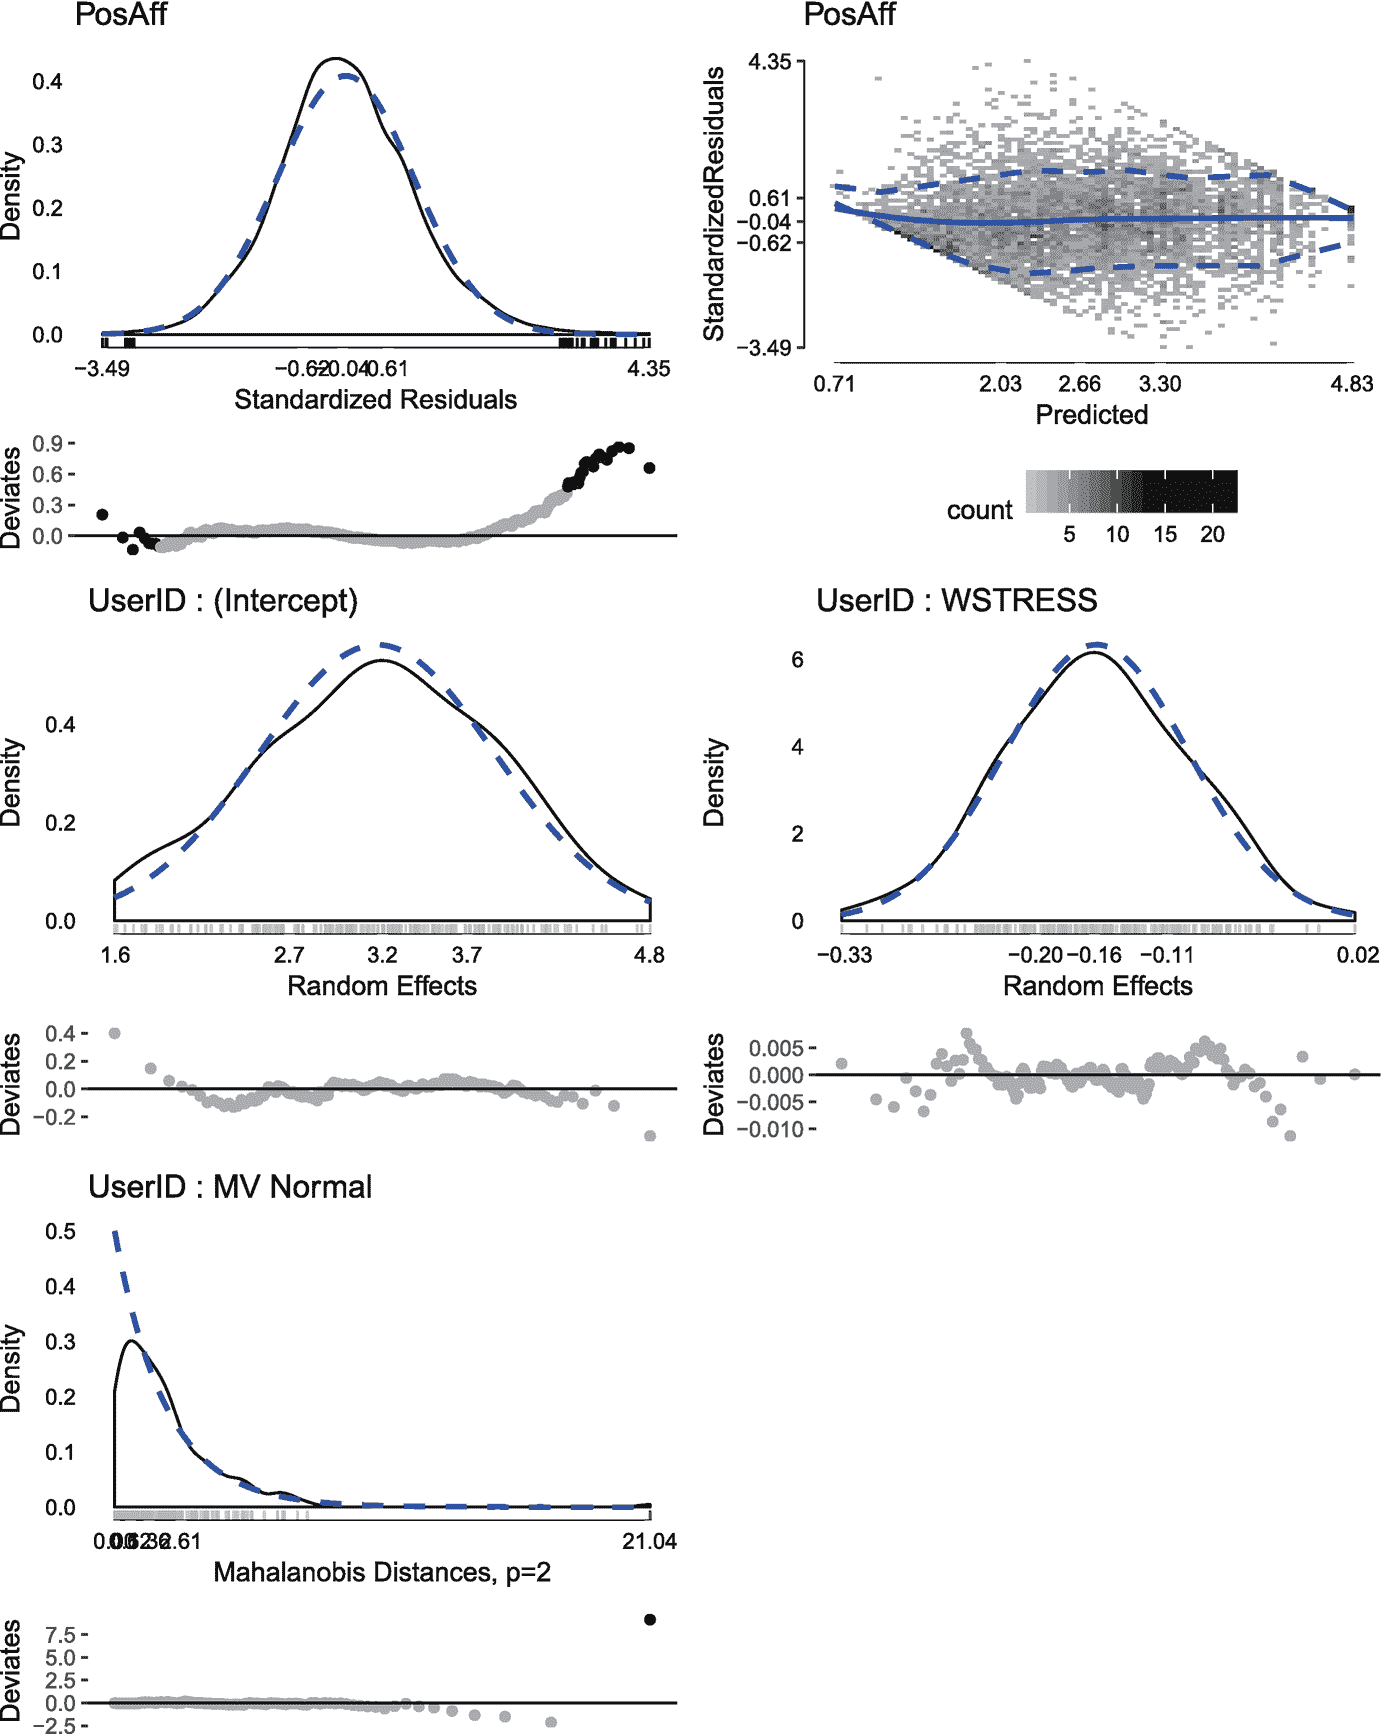 PosAff
Density
0.4
0.3
0.2
0.1
0.0
−3.49
−0.62
−0.04
0.61
4.35
Standardized Residuals
Deviates
0.9
0.6
0.3
0.0
PosAff
StandardizedResiduals
4.35
0.61
−0.04
−0.62
−3.49
0.71 2.03 2.66 3.30 4.83
Predicted
count
5 10 15 20
UserID : (Intercept)
Density
0.4
0.2
0.0
1.6 2.7 3.2 3.7 4.8
Random Effects
Deviates
0.4
0.2
0.0
−0.2
UserID : WSTRESS
Density
6
4
2
0
−0.33 −0.20 −0.16 −0.11 0.02
Random Effects
Deviates
0.005
0.000
−0.005
−0.010
UserID : MV Normal
Density
0.5
0.4
0.3
0.2
0.1
0.0
2.61
21.04
Mahalanobis Distances, p=2
Deviates
7.5
5.0
2.5
0.0
−2.5